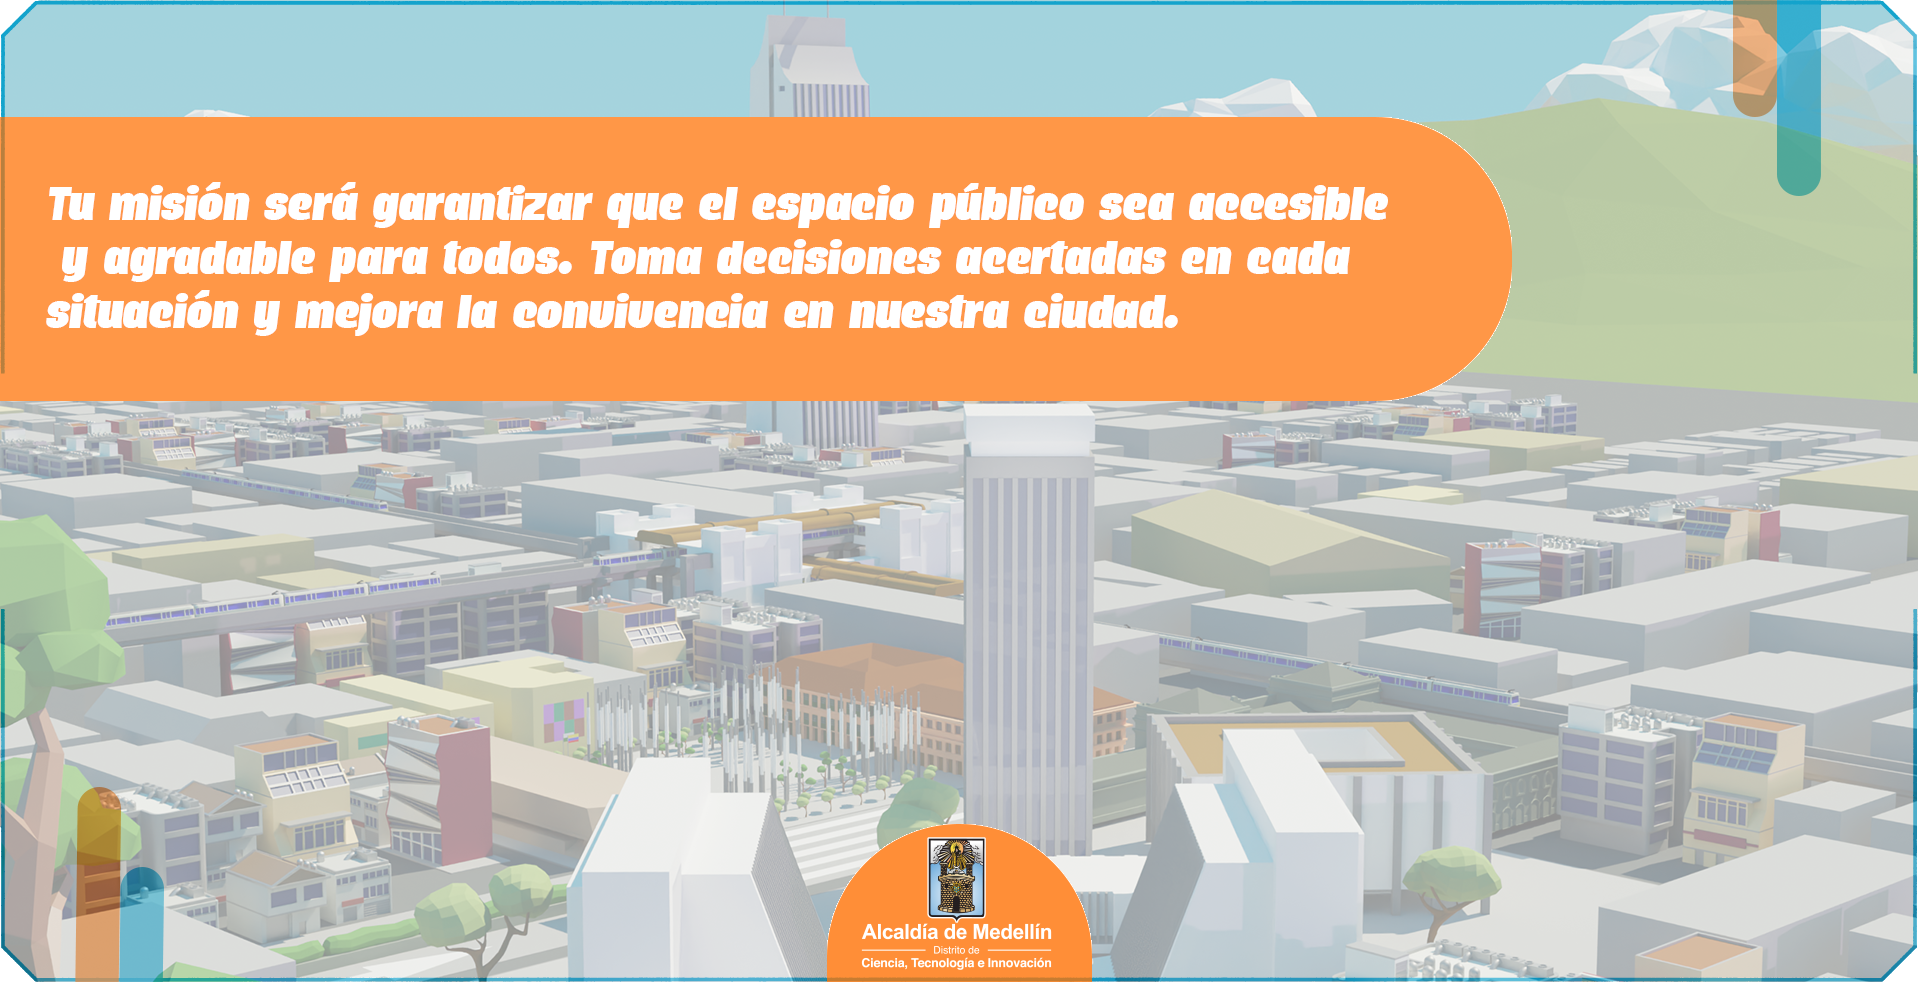 Tu misión será garantizar que el espacio público sea accesible
y agradable para todos. Toma decisiones acertadas en cada
situación y mejora la convivencia en nuestra ciudad.
Alcaldía de Medellín
Distrito de
Ciencia, Tecnología e Innovación